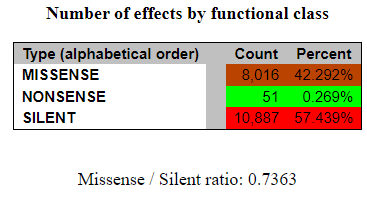 Number of effects by functional class
Type (alphabetical order) Count Percent
MISSENSE 8,016 42.292%
NONSENSE 51 0.269%
SILENT 10,887 57.439%
Missense / Silent ratio: 0.7363